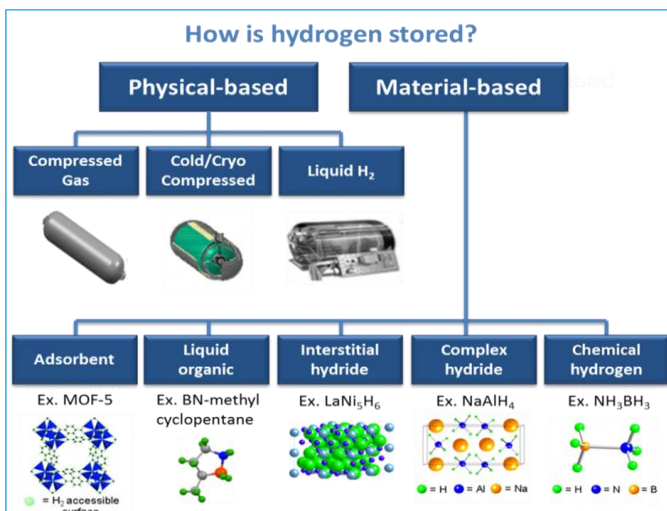 How is hydrogen stored?
Physical-based
Material-based
Compressed
Gas
Cold/Cryo
Compressed
Liquid H₂
Adsorbent
Liquid
organic
Interstitial
hydride
Complex
hydride
Chemical
hydrogen
Ex. MOF-5
Ex. BN-methyl
cyclopentane
Ex. LaNi₅H₆
Ex. NaAlH₄
Ex. NH₃BH₃
= H₂ accessible
surface
= H = Al = Na
= H = N = B